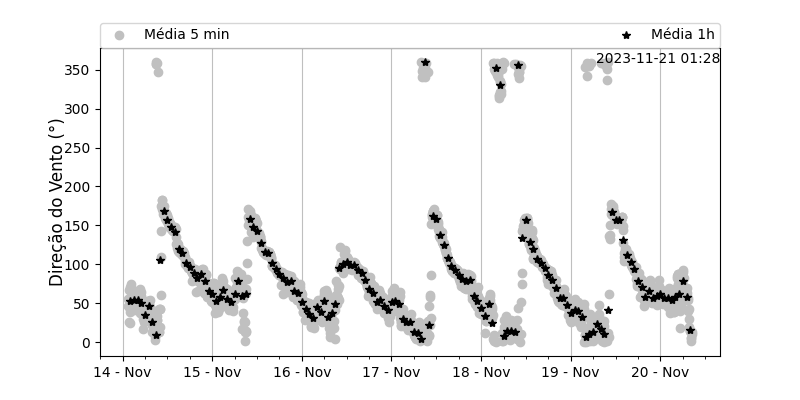 Média 5 min
Média 1h
2023-11-21 01:28
Direção do Vento (°)
350
300
250
200
150
100
50
0
14 - Nov
15 - Nov
16 - Nov
17 - Nov
18 - Nov
19 - Nov
20 - Nov